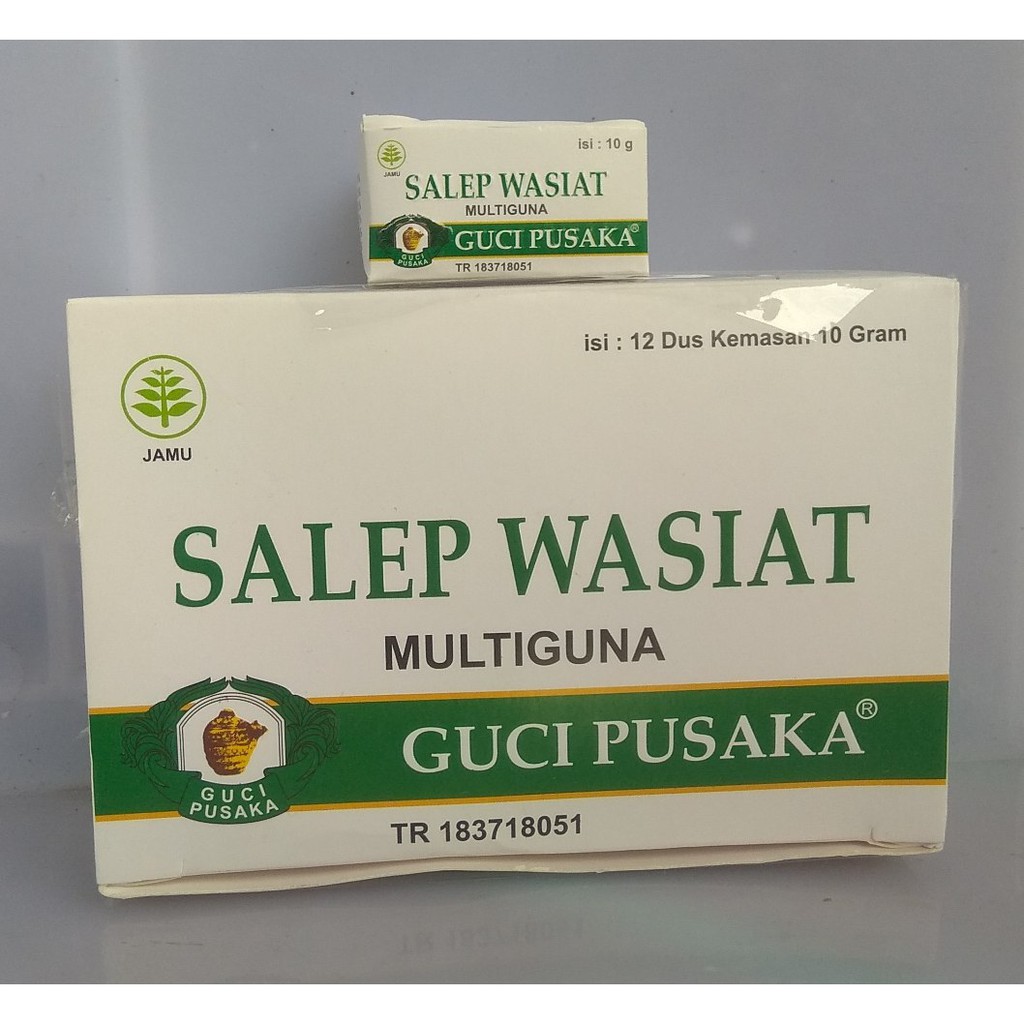 isi : 10 g
JAMU
SALEP WASIAT
MULTIGUNA
GUCI PUSAKA®
GUCI
PUSAKA
TR 183718051
isi : 12 Dus Kemasan 10 Gram
JAMU
SALEP WASIAT
MULTIGUNA
GUCI PUSAKA®
GUCI
PUSAKA
TR 183718051